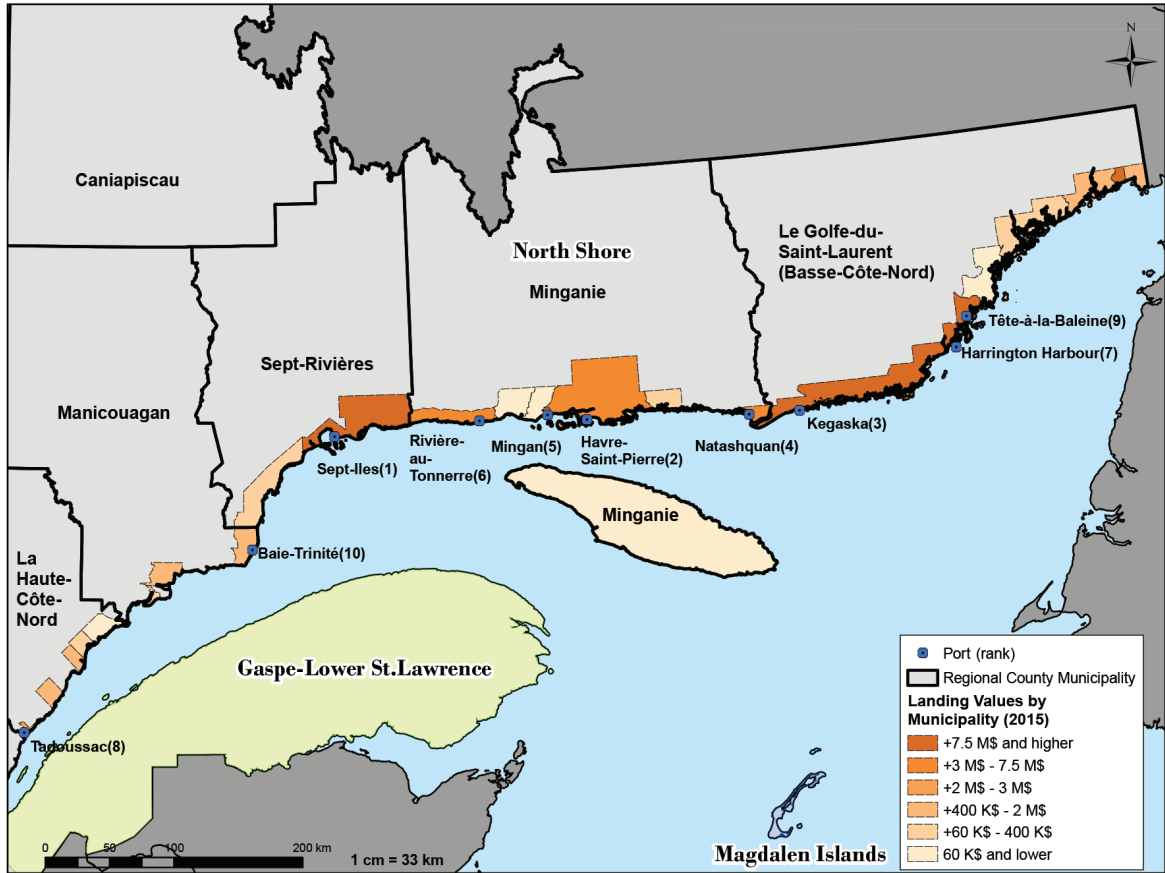 N
Caniapiscau
North Shore
Minganie
Le Golfe-du-
Saint-Laurent
(Basse-Côte-Nord)
Sept-Rivières
Manicouagan
Tête-à-la-Baleine(9)
Harrington Harbour(7)
Kegaska(3)
Natashquan(4)
Havre-
Saint-Pierre(2)
Mingan(5)
Rivière-
au-
Tonnerre(6)
Sept-Iles(1)
Minganie
Baie-Trinité(10)
La
Haute-
Côte-
Nord
Gaspe-Lower St.Lawrence
Tadoussac(8)
Magdalen Islands
0 50 100 200 km
1 cm = 33 km
Port (rank)
Regional County Municipality
Landing Values by
Municipality (2015)
+7.5 M$ and higher
+3 M$ - 7.5 M$
+2 M$ - 3 M$
+400 K$ - 2 M$
+60 K$ - 400 K$
60 K$ and lower